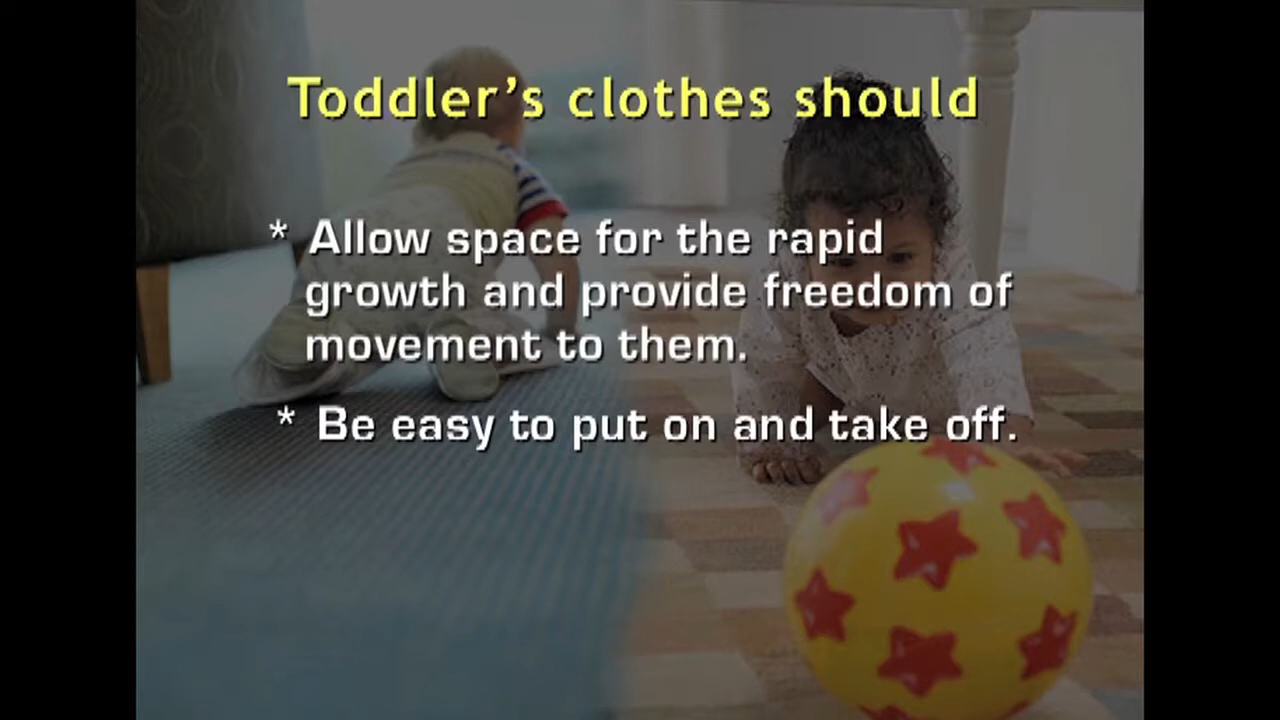 Toddler's clothes should
* Allow space for the rapid
growth and provide freedom of
movement to them.
* Be easy to put on and take off.